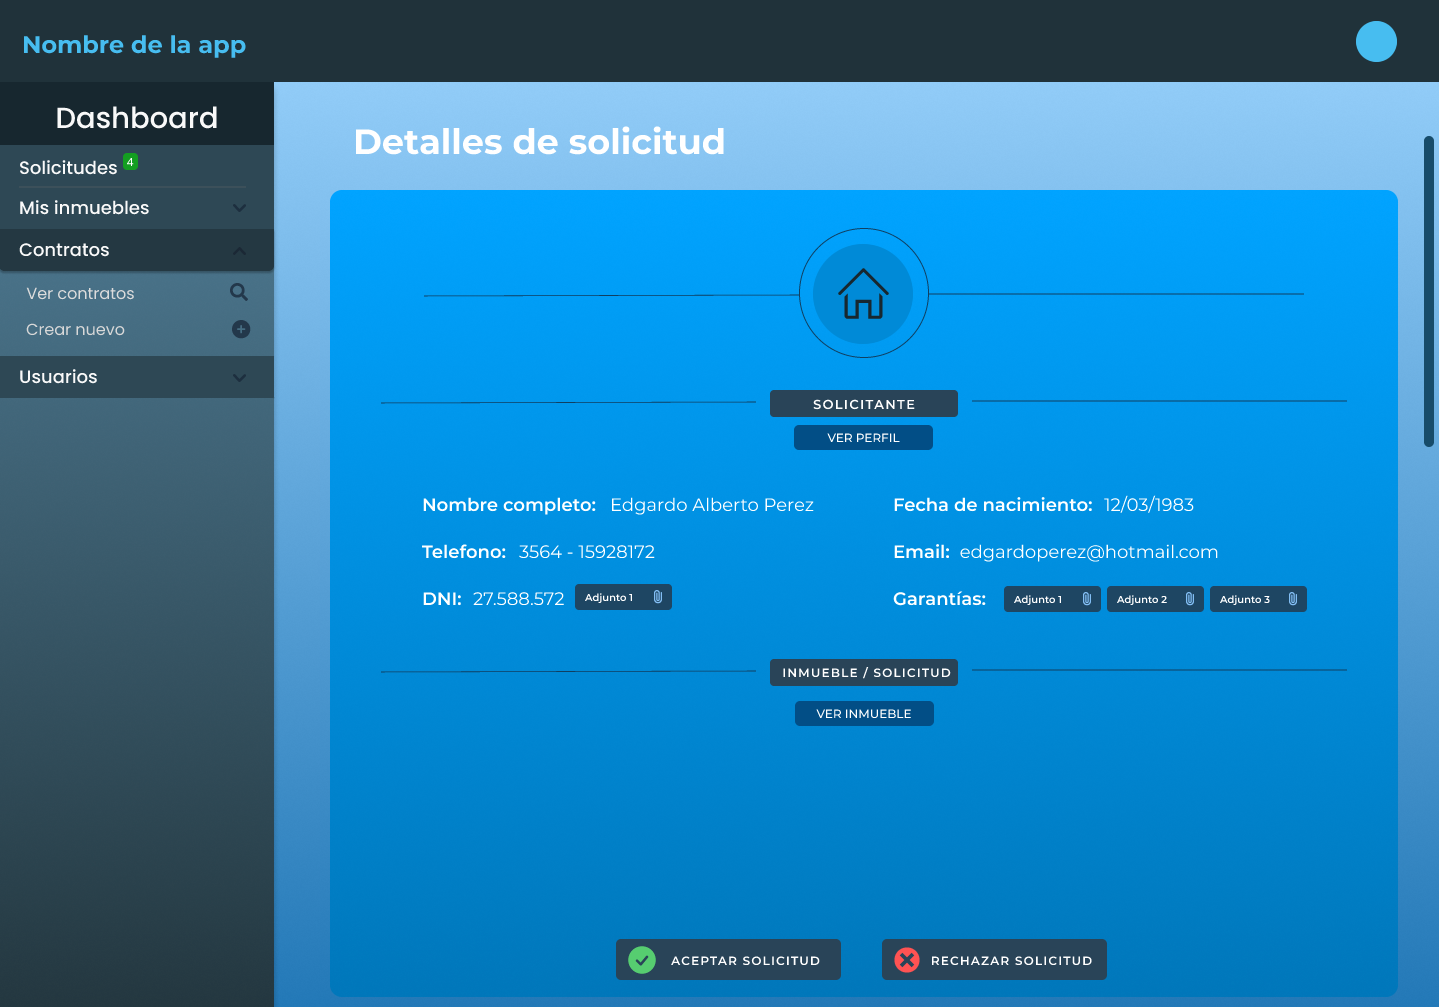 Nombre de la app
Dashboard
Solicitudes 4
Mis inmuebles
Contratos
Ver contratos
Crear nuevo
Usuarios
Detalles de solicitud
SOLICITANTE
VER PERFIL
Nombre completo: Edgardo Alberto Perez
Fecha de nacimiento: 12/03/1983
Telefono: 3564 - 15928172
Email: edgardoperez@hotmail.com
DNI: 27.588.572 Adjunto 1
Garantías: Adjunto 1 Adjunto 2 Adjunto 3
INMUEBLE / SOLICITUD
VER INMUEBLE
ACEPTAR SOLICITUD
RECHAZAR SOLICITUD